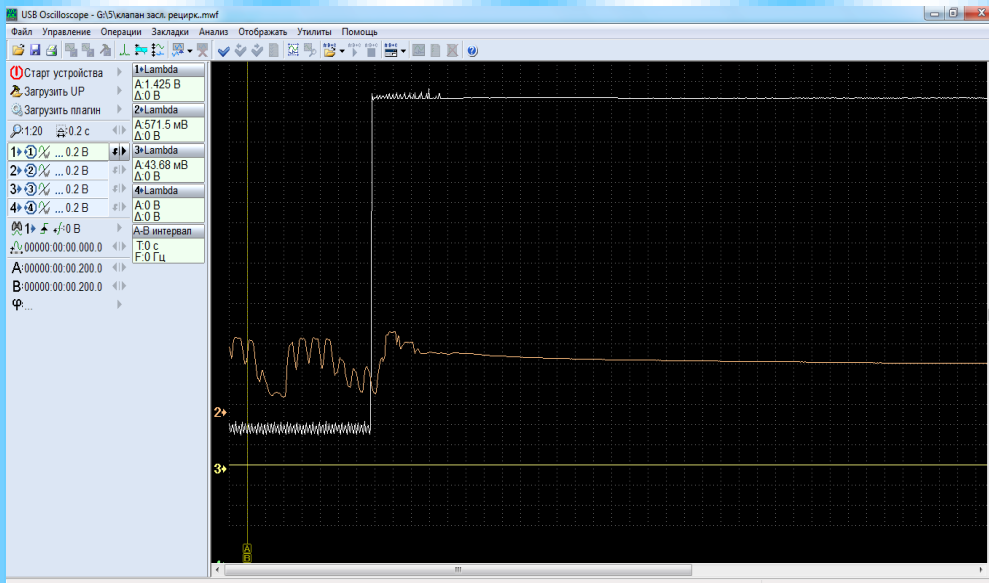 USB Oscilloscope - G:\5\клапан засл. рецирк..mwf
Файл Управление Операции Закладки Анализ Отображать Утилиты Помощь
Старт устройства
Загрузить UP
Загрузить плагин
1:20 0.2 с
1 1 ... 0.2 В
2 2 ... 0.2 В
3 3 ... 0.2 В
4 4 ... 0.2 В
1 0 В
00000:00:00.000.0
A:00000:00:00.200.0
B:00000:00:00.200.0
φ:...
1 Lambda
A:1.425 В
Δ:0 В
2 Lambda
A:571.5 мВ
Δ:0 В
3 Lambda
A:43.68 мВ
Δ:0 В
4 Lambda
A:0 В
Δ:0 В
A-B интервал
T:0 с
F:0 Гц
2
3
A
B